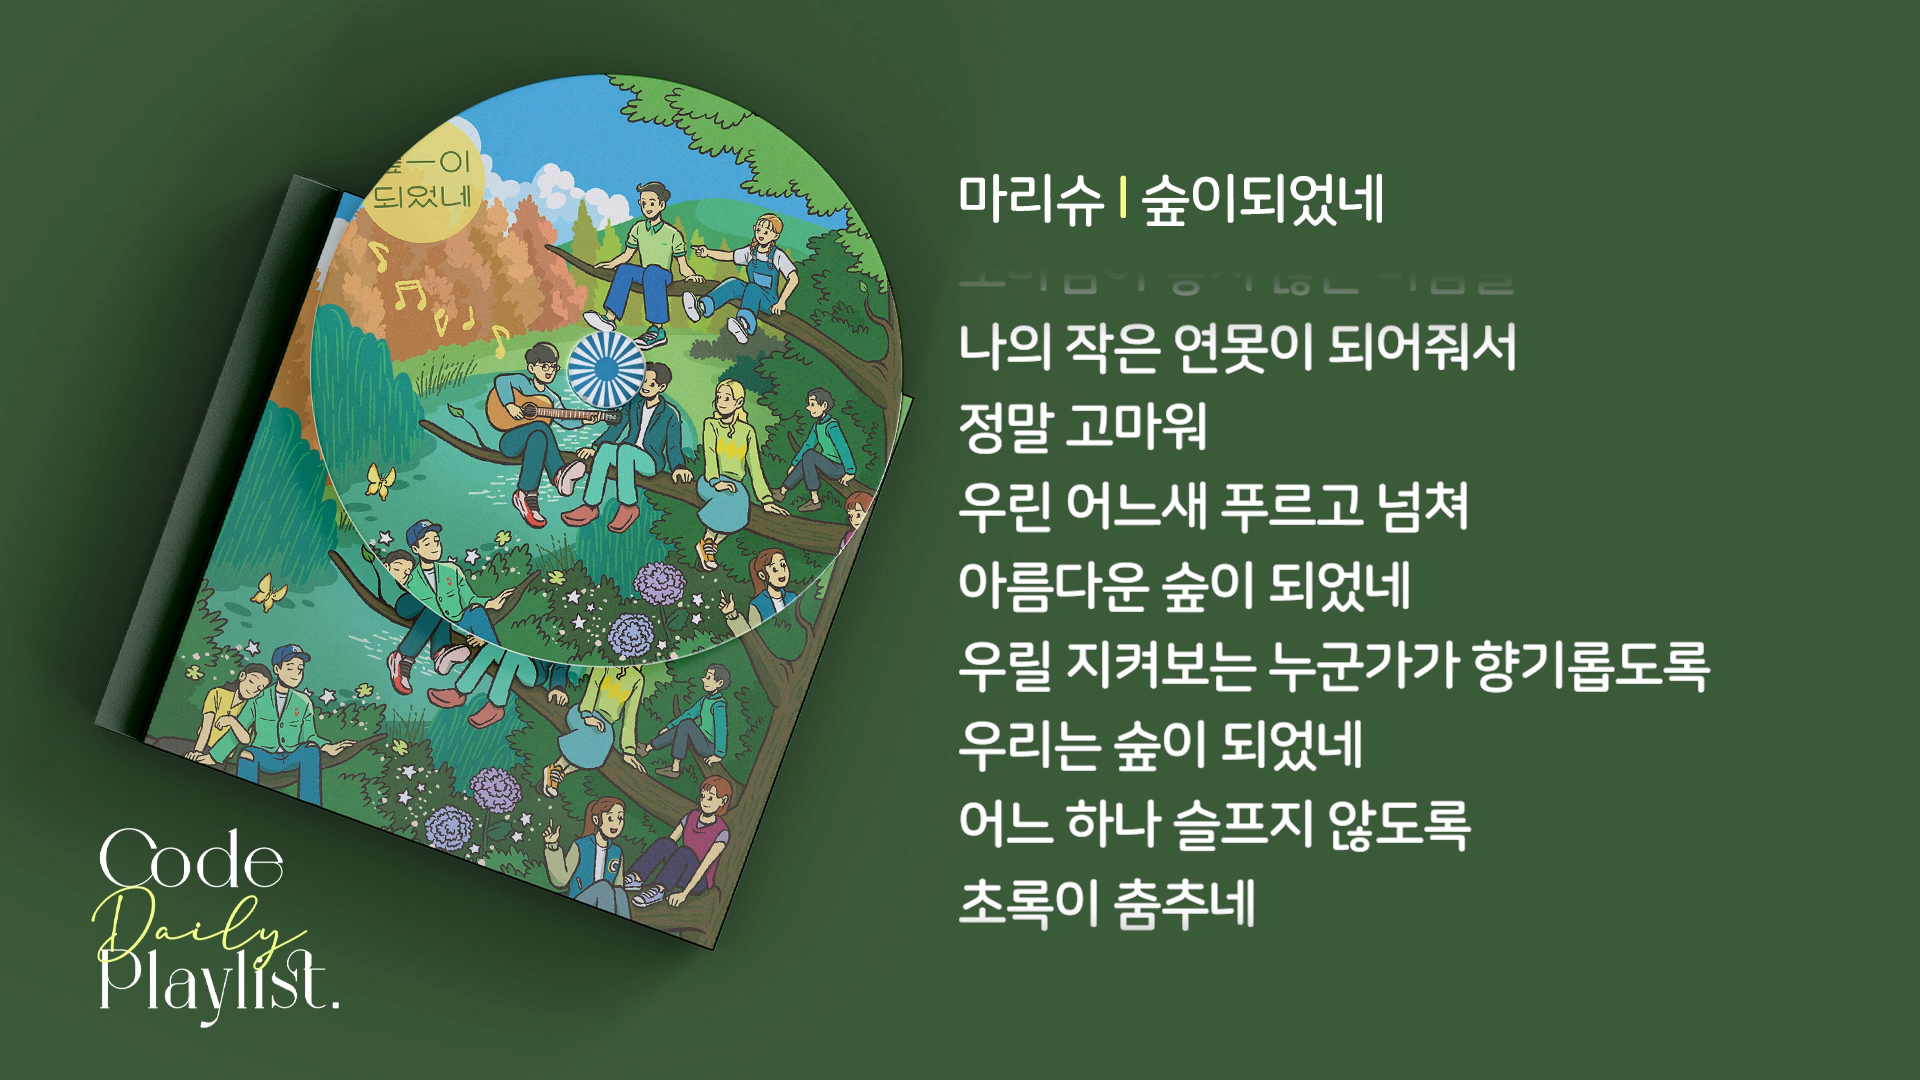 이
되었네
마리슈 | 숲이되었네
나의 작은 연못이 되어줘서
정말 고마워
우린 어느새 푸르고 넘쳐
아름다운 숲이 되었네
우릴 지켜보는 누군가가 향기롭도록
우리는 숲이 되었네
어느 하나 슬프지 않도록
초록이 춤추네
Code
Daily
Playlist.